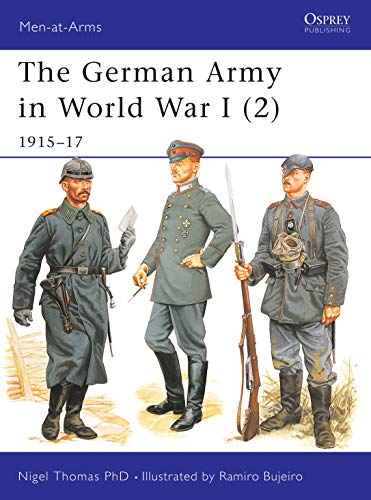 Men-at-Arms
OSPREY
PUBLISHING
The German Army
in World War I (2)
1915–17
Nigel Thomas PhD • Illustrated by Ramiro Bujeiro